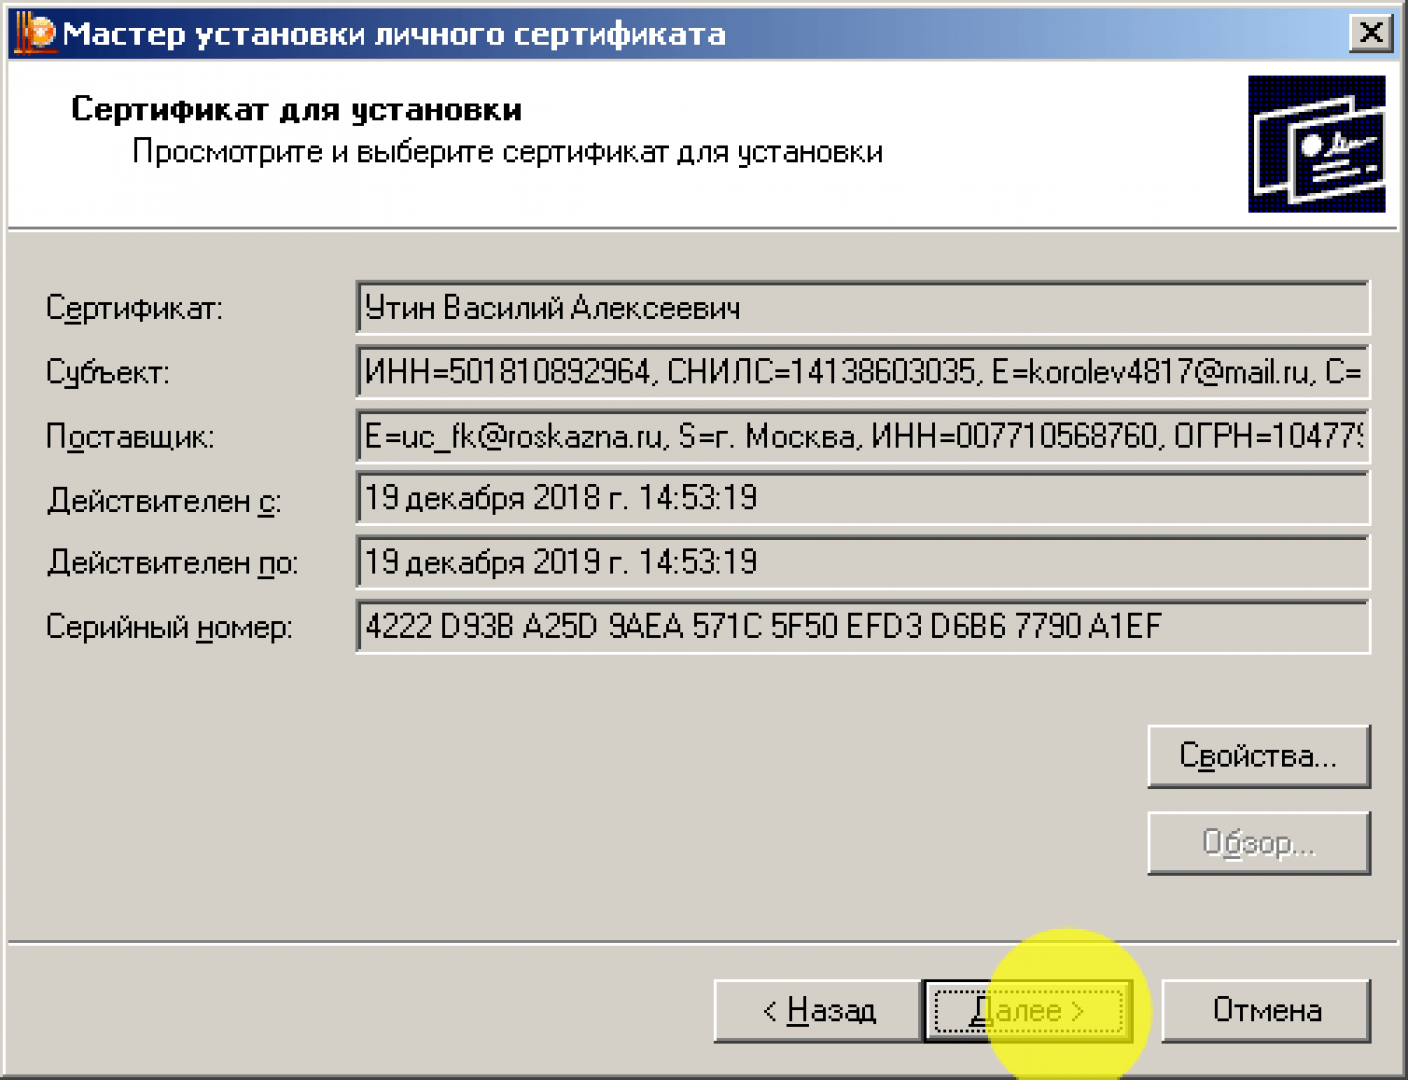 Мастер установки личного сертификата
Сертификат для установки
Просмотрите и выберите сертификат для установки
Сертификат: Утин Василий Алексеевич
Субъект: ИНН=501810892964, СНИЛС=14138603035, E=korolev4817@mail.ru, C=
Поставщик: E=uc_fk@roskazna.ru, S=г. Москва, ИНН=007710568760, ОГРН=104779
Действителен с: 19 декабря 2018 г. 14:53:19
Действителен по: 19 декабря 2019 г. 14:53:19
Серийный номер: 4222 D93B A25D 9AEA 571C 5F50 EFD3 D6B6 7790 A1EF
Свойства...
Обзор...
< Назад Далее > Отмена